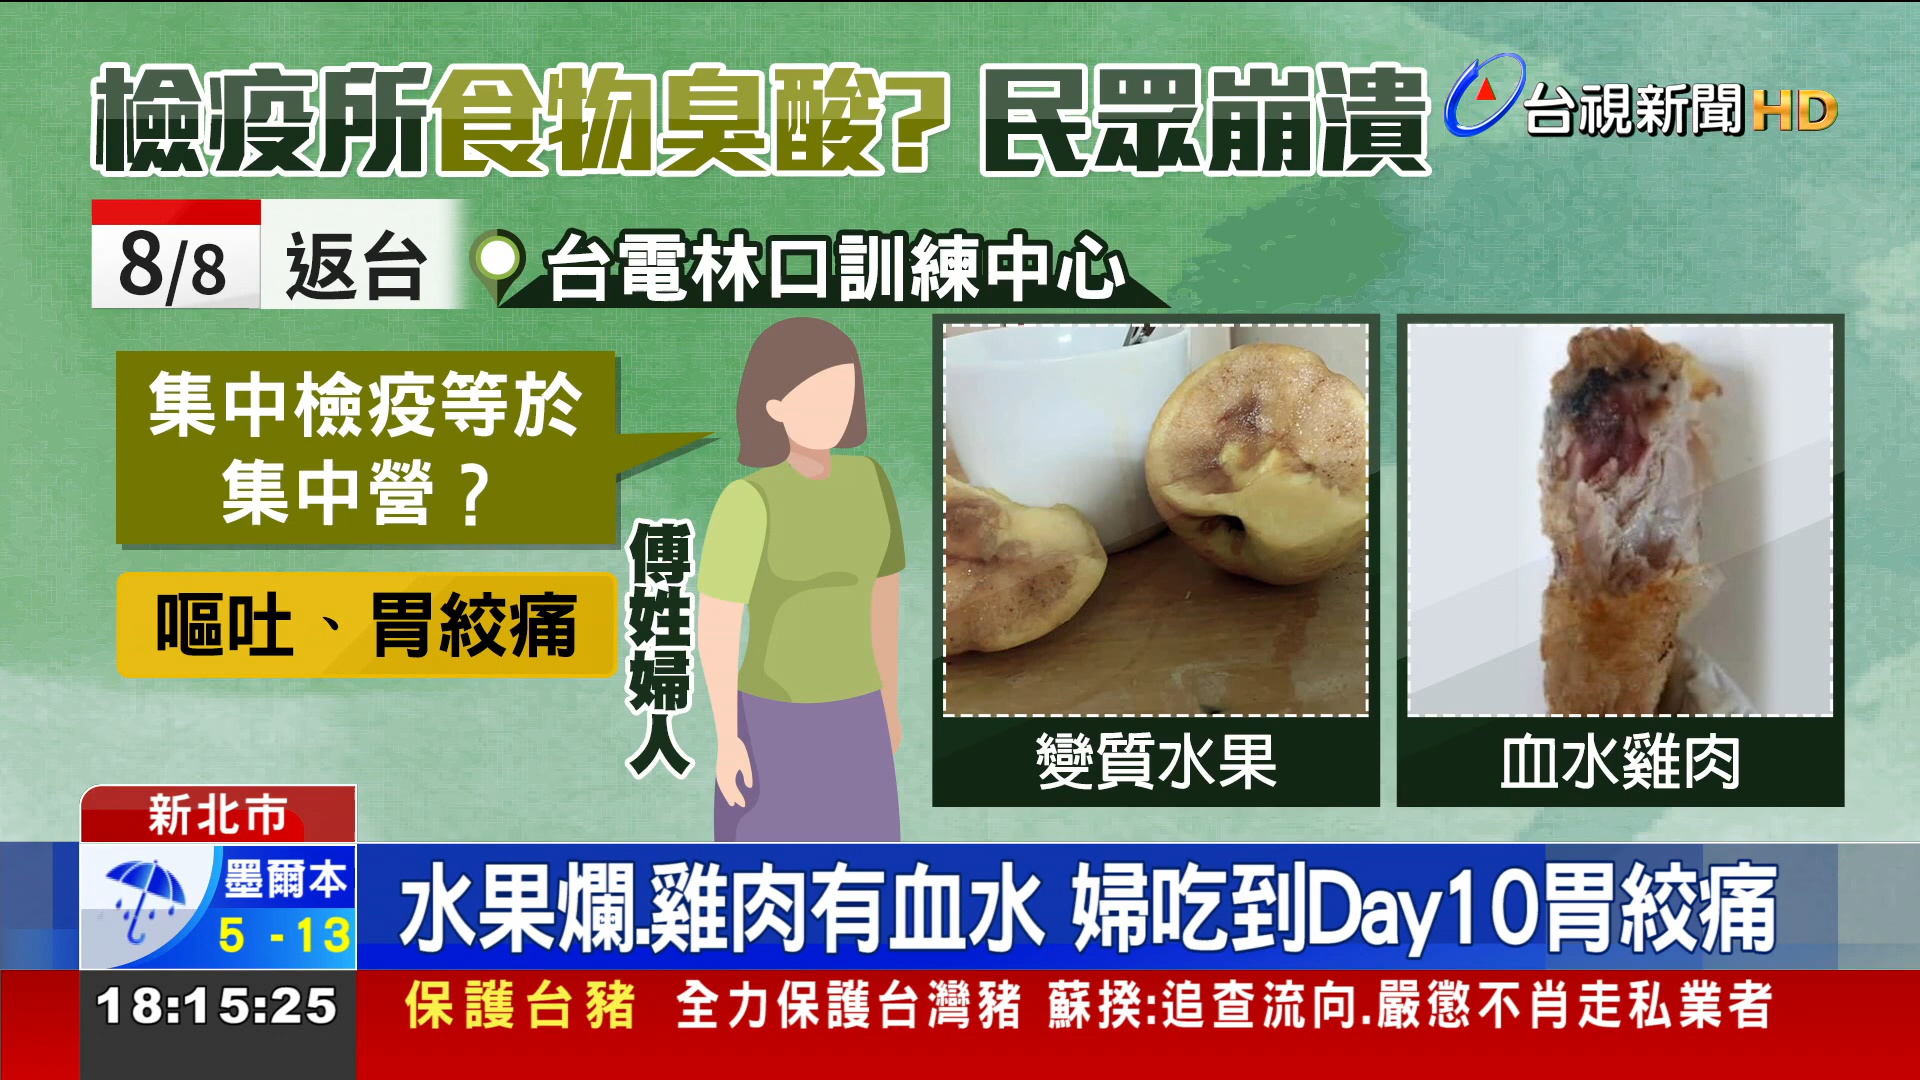 檢疫所食物臭酸? 民眾崩潰
台視新聞HD
8/8 返台 台電林口訓練中心
集中檢疫等於
集中營？
嘔吐、胃絞痛
傅姓婦人
變質水果
血水雞肉
新北市
墨爾本
5 - 13
水果爛.雞肉有血水 婦吃到Day10胃絞痛
18:15:25
保護台豬 全力保護台灣豬 蘇揆:追查流向.嚴懲不肖走私業者